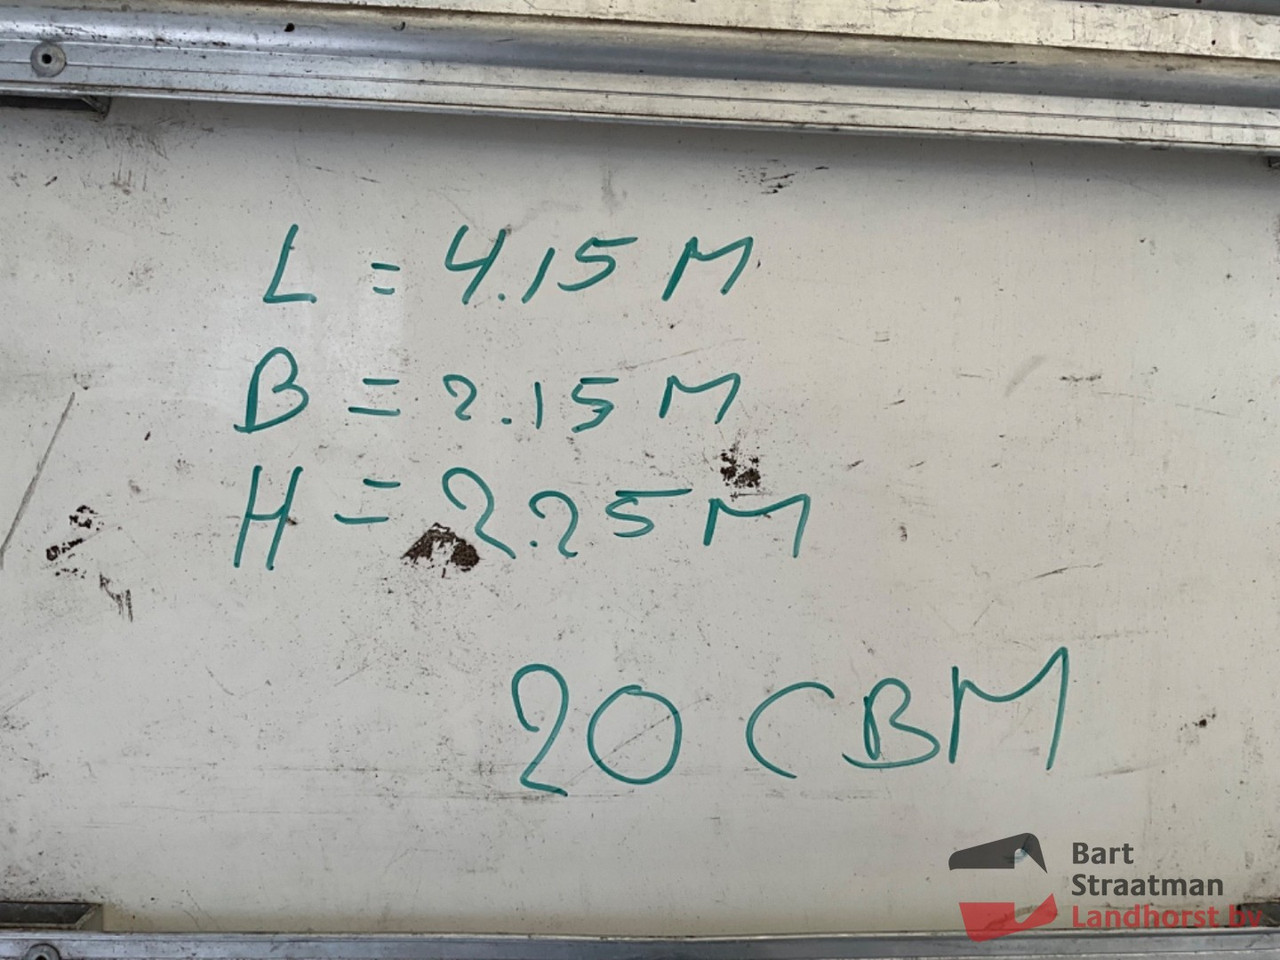 L = 4.15 M
B = 2.15 M
H = 2.25 M
20 CBM
Bart
Straatman
Landhorst bv